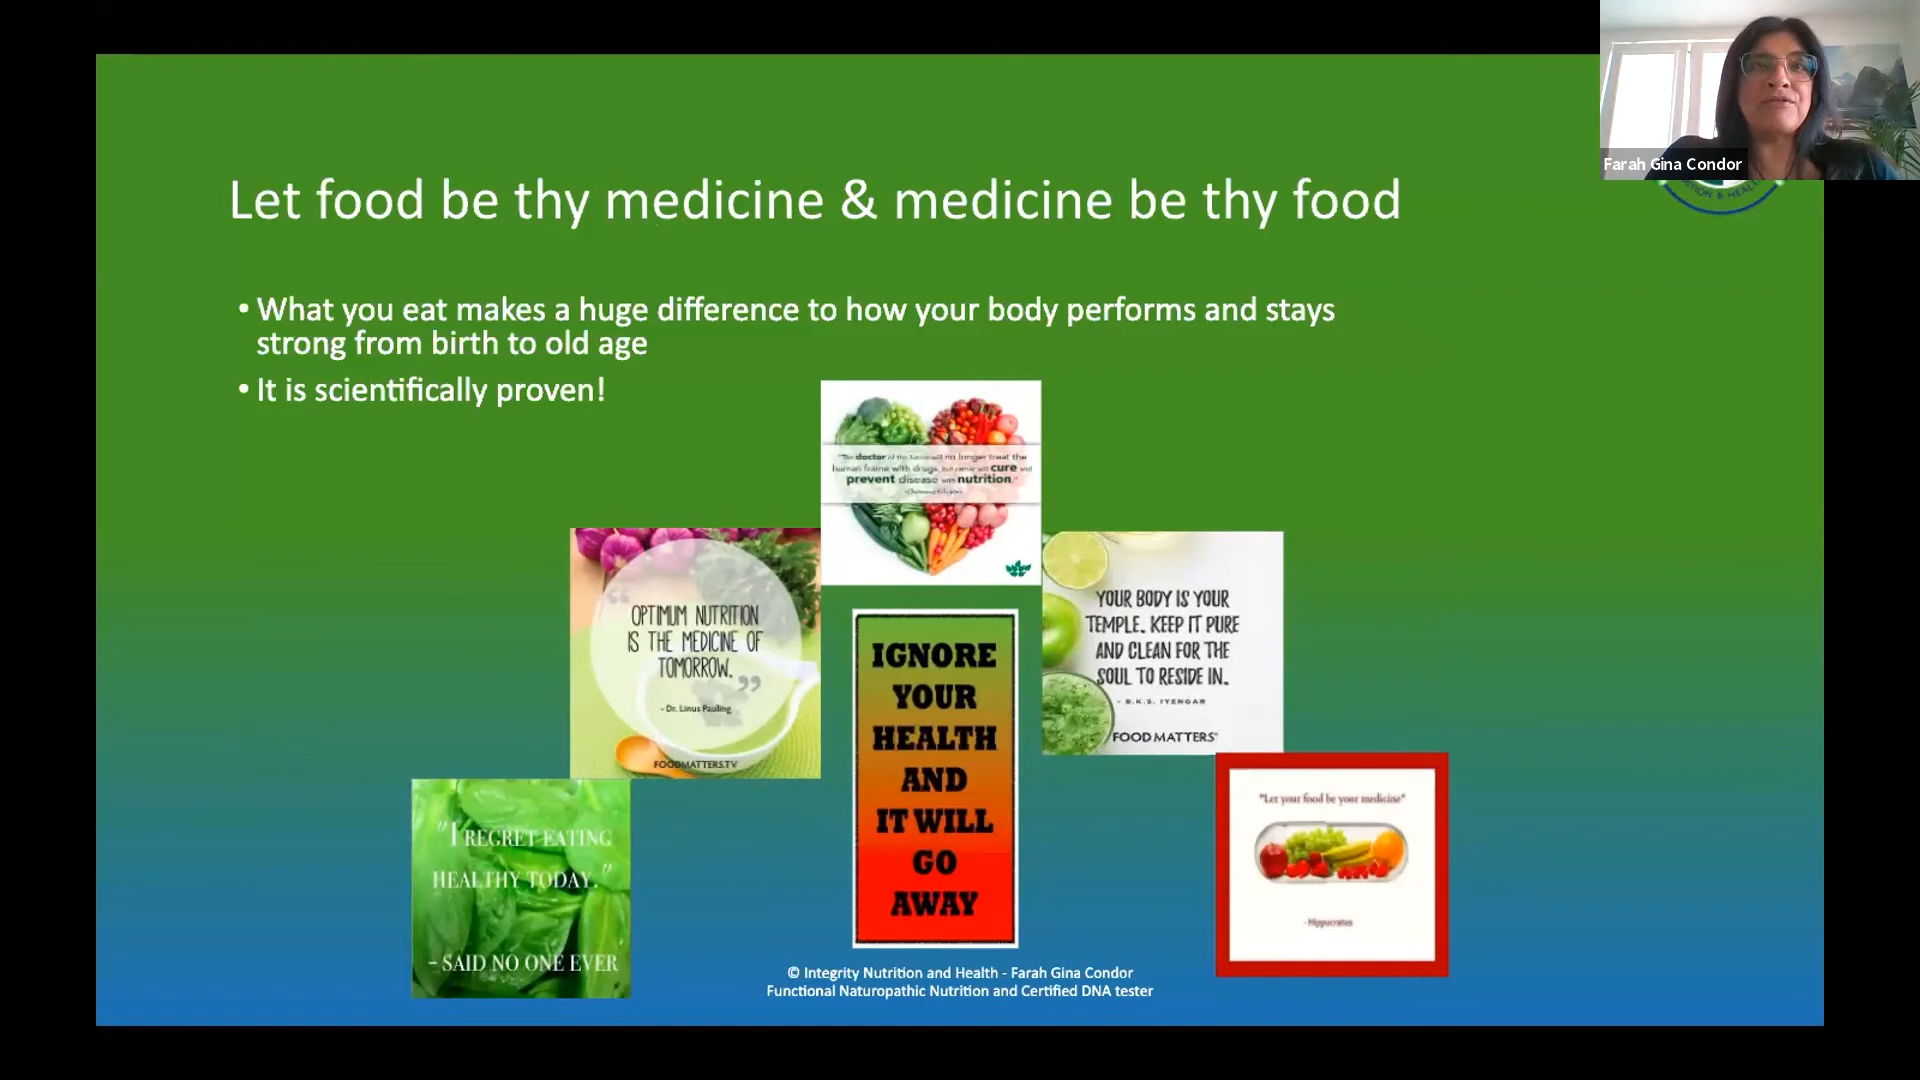 Farah Gina Condor
Let food be thy medicine & medicine be thy food
• What you eat makes a huge difference to how your body performs and stays
strong from birth to old age
• It is scientifically proven!
"The doctor of the future will no longer treat the
human frame with drugs, but rather will cure and
prevent disease with nutrition."
OPTIMUM NUTRITION
IS THE MEDICINE OF
TOMORROW.
- Dr. Linus Pauling
FOODMATTERS.TV
IGNORE
YOUR
HEALTH
AND
IT WILL
GO
AWAY
YOUR BODY IS YOUR
TEMPLE. KEEP IT PURE
AND CLEAN FOR THE
SOUL TO RESIDE IN.
- B.K.S. IYENGAR
FOOD MATTERS®
"I REGRET EATING
HEALTHY TODAY."
- SAID NO ONE EVER
"Let your food be your medicine"
- Hippocrates
© Integrity Nutrition and Health - Farah Gina Condor
Functional Naturopathic Nutrition and Certified DNA tester